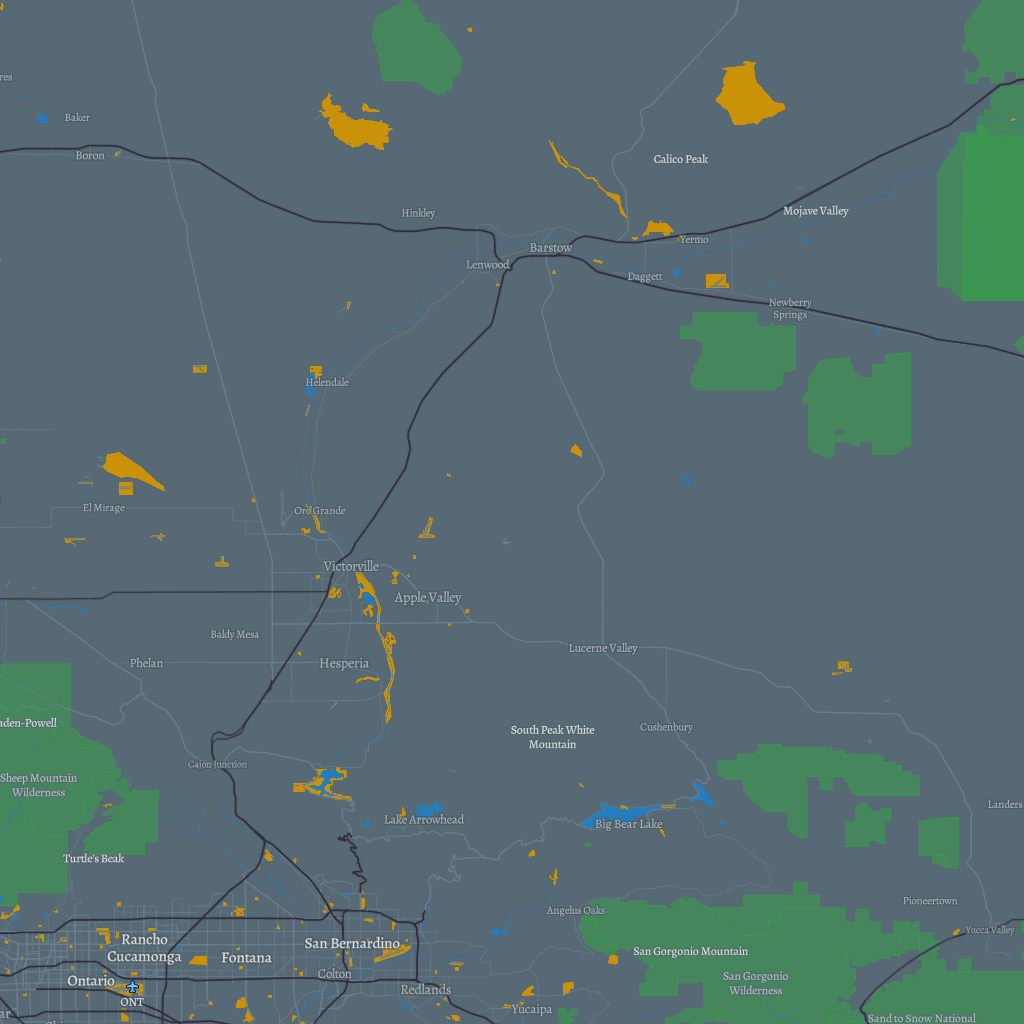 res
Baker
Boron
Calico Peak
Hinkley
Mojave Valley
Barstow
Yermo
Lenwood
Daggett
Newberry
Springs
Helendale
El Mirage
Oro Grande
Victorville
Apple Valley
Baldy Mesa
Lucerne Valley
Phelan
Hesperia
aden-Powell
South Peak White
Mountain
Cushenbury
Cajon Junction
Sheep Mountain
Wilderness
Landers
Lake Arrowhead
Big Bear Lake
Turtle's Beak
Angelus Oaks
Pioneertown
Yucca Valley
Rancho
Cucamonga
San Bernardino
San Gorgonio Mountain
Fontana
Colton
Ontario
San Gorgonio
Wilderness
Redlands
ONT
Yucaipa
ar
Sand to Snow National